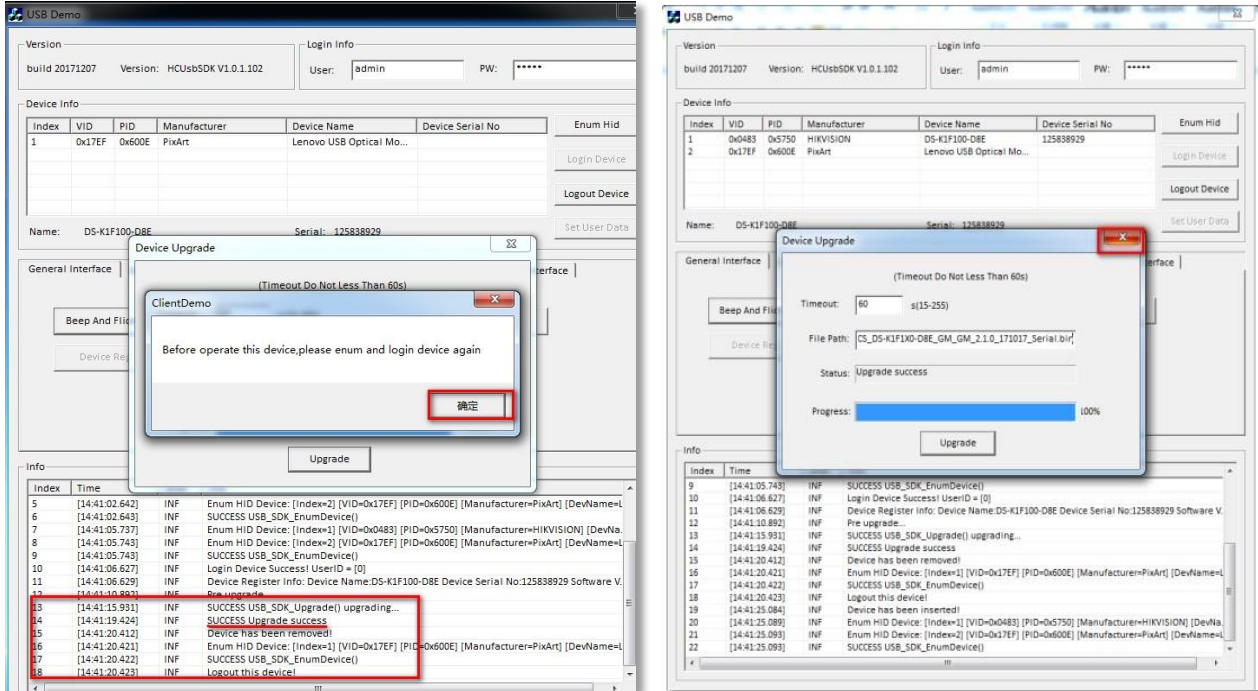 USB Demo
Version
build 20171207 Version: HCUsbSDK V1.0.1.102
Login Info
User: admin PW: •••••
Device Info
Index VID PID Manufacturer Device Name Device Serial No
1 0x17EF 0x600E PixArt Lenovo USB Optical Mo...
Enum Hid
Login Device
Logout Device
Set User Data
Name: DS-K1F100-D8E Serial: 125838929
General Interface
Beep And Flic
Device Reg
Device Upgrade
(Timeout Do Not Less Than 60s)
terface
ClientDemo
Before operate this device,please enum and login device again
确定
Upgrade
Info
Index Time
5 [14:41:02.642] INF Enum HID Device: [Index=2] [VID=0x17EF] [PID=0x600E] [Manufacturer=PixArt] [DevName=L
6 [14:41:02.643] INF SUCCESS USB_SDK_EnumDevice()
7 [14:41:05.737] INF Enum HID Device: [Index=1] [VID=0x0483] [PID=0x5750] [Manufacturer=HIKVISION] [DevNa.
8 [14:41:05.743] INF Enum HID Device: [Index=2] [VID=0x17EF] [PID=0x600E] [Manufacturer=PixArt] [DevName=L
9 [14:41:05.743] INF SUCCESS USB_SDK_EnumDevice()
10 [14:41:06.627] INF Login Device Success! UserID = [0]
11 [14:41:06.629] INF Device Register Info: Device Name:DS-K1F100-D8E Device Serial No:125838929 Software V.
12 [14:41:10.892] INF Pre upgrade...
13 [14:41:15.931] INF SUCCESS USB_SDK_Upgrade() upgrading...
14 [14:41:19.424] INF SUCCESS Upgrade success
15 [14:41:20.412] INF Device has been removed!
16 [14:41:20.421] INF Enum HID Device: [Index=1] [VID=0x17EF] [PID=0x600E] [Manufacturer=PixArt] [DevName=L
17 [14:41:20.422] INF SUCCESS USB_SDK_EnumDevice()
18 [14:41:20.423] INF Logout this device!
USB Demo
Version
build 20171207 Version: HCUsbSDK V1.0.1.102
Login Info
User: admin PW: •••••
Device Info
Index VID PID Manufacturer Device Name Device Serial No
1 0x0483 0x5750 HIKVISION DS-K1F100-D8E 125838929
2 0x17EF 0x600E PixArt Lenovo USB Optical Mo...
Enum Hid
Login Device
Logout Device
Set User Data
Name: DS-K1F100-D8E Serial: 125838929
General Interface
Beep And Flic
Device Reg
Device Upgrade
erface
(Timeout Do Not Less Than 60s)
Timeout: 60 s(15-255)
File Path: CS_DS-K1F1X0-D8E_GM_GM_2.1.0_171017_Serial.bin
Status: Upgrade success
Progress: 100%
Upgrade
Info
Index Time
9 [14:41:05.743] INF SUCCESS USB_SDK_EnumDevice()
10 [14:41:06.627] INF Login Device Success! UserID = [0]
11 [14:41:06.629] INF Device Register Info: Device Name:DS-K1F100-D8E Device Serial No:125838929 Software V.
12 [14:41:10.892] INF Pre upgrade...
13 [14:41:15.931] INF SUCCESS USB_SDK_Upgrade() upgrading...
14 [14:41:19.424] INF SUCCESS Upgrade success
15 [14:41:20.412] INF Device has been removed!
16 [14:41:20.421] INF Enum HID Device: [Index=1] [VID=0x17EF] [PID=0x600E] [Manufacturer=PixArt] [DevName=L
17 [14:41:20.422] INF SUCCESS USB_SDK_EnumDevice()
18 [14:41:20.423] INF Logout this device!
19 [14:41:25.084] INF Device has been inserted!
20 [14:41:25.089] INF Enum HID Device: [Index=1] [VID=0x0483] [PID=0x5750] [Manufacturer=HIKVISION] [DevNa.
21 [14:41:25.093] INF Enum HID Device: [Index=2] [VID=0x17EF] [PID=0x600E] [Manufacturer=PixArt] [DevName=L
22 [14:41:25.093] INF SUCCESS USB_SDK_EnumDevice()